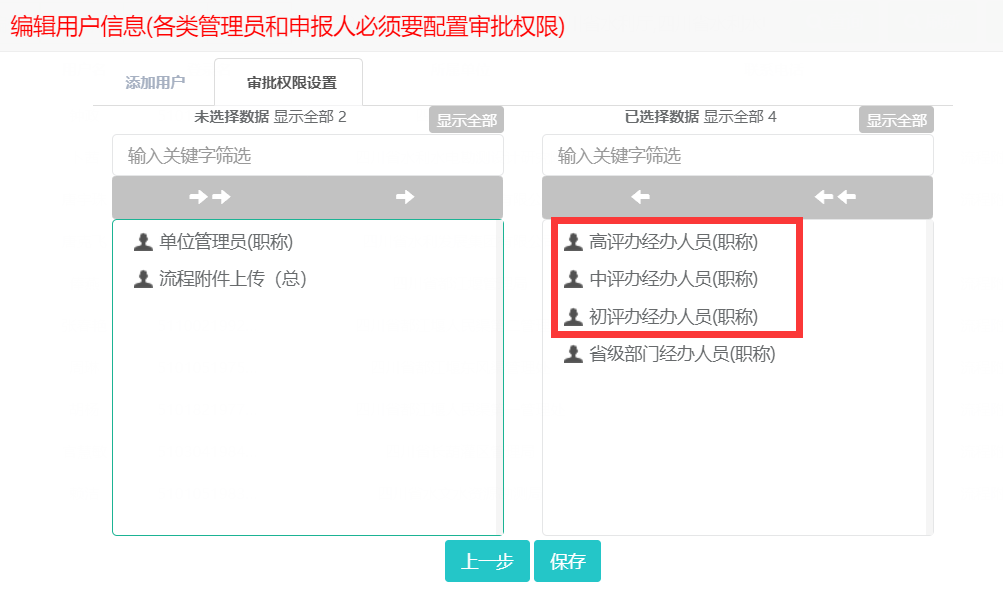 编辑用户信息(各类管理员和申报人必须要配置审批权限)
添加用户 审批权限设置
未选择数据 显示全部 2 显示全部 已选择数据 显示全部 4 显示全部
输入关键字筛选 输入关键字筛选
单位管理员(职称) 高评办经办人员(职称)
流程附件上传（总） 中评办经办人员(职称)
初评办经办人员(职称)
省级部门经办人员(职称)
上一步 保存